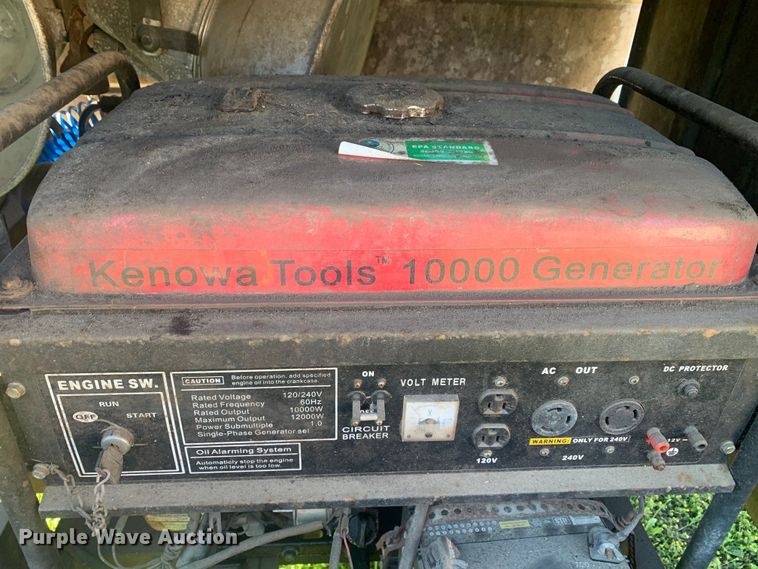 EPA STANDARD
Kenowa Tools™ 10000 Generator
ENGINE SW.
RUN
OFF
START
CAUTION Before operation, add specified
engine oil into the crankcase.
Rated Voltage 120/240V
Rated Frequency 60Hz
Rated Output 10000W
Maximum Output 12000W
Power Submultiple 1.0
Single-Phase Generator set
Oil Alarming System
Automaticly stop the engine
when oil level is too low.
ON
CIRCUIT
BREAKER
VOLT METER
V
120V
AC OUT
WARNING: ONLY FOR 240V
240V
DC PROTECTOR
12V
Purple Wave Auction